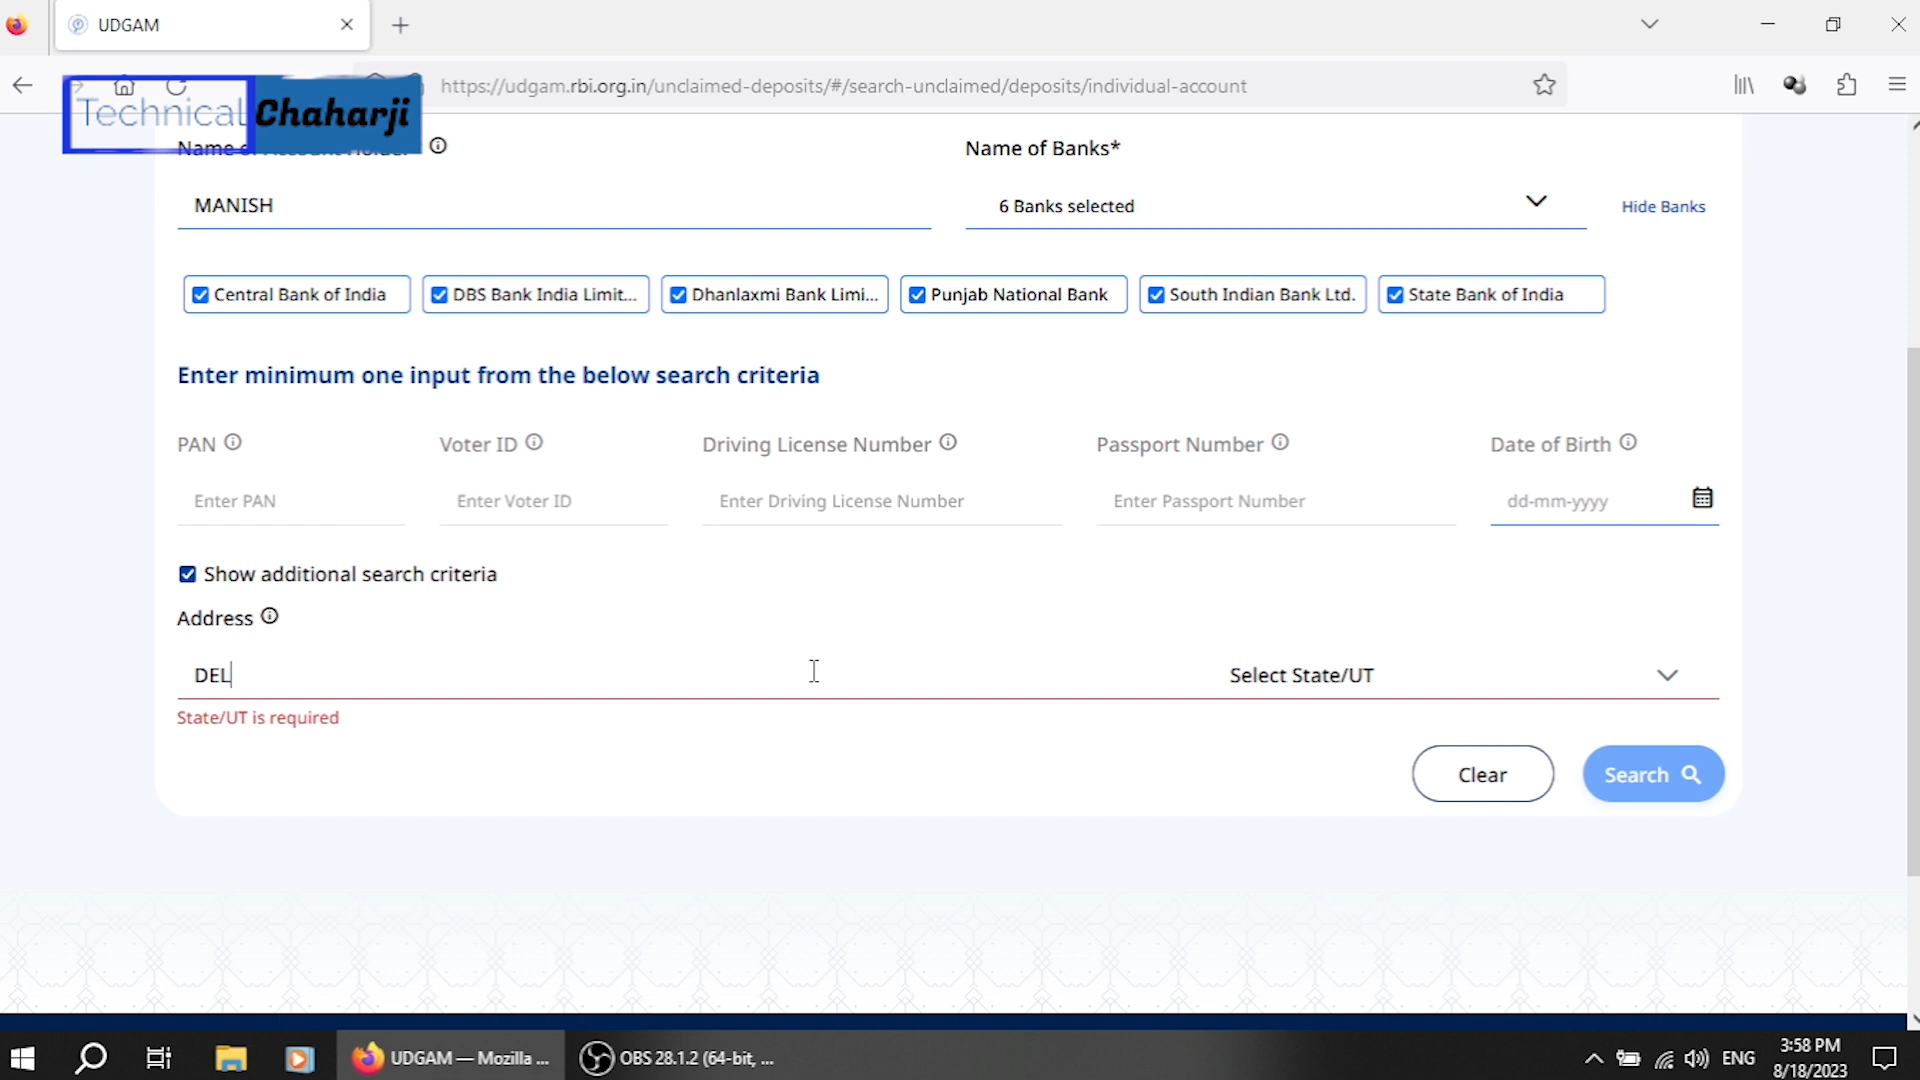 UDGAM
https://udgam.rbi.org.in/unclaimed-deposits/#/search-unclaimed/deposits/individual-account
Technical Chaharji
Name of Account Holder
Name of Banks*
MANISH
6 Banks selected
Hide Banks
Central Bank of India
DBS Bank India Limit...
Dhanlaxmi Bank Limi...
Punjab National Bank
South Indian Bank Ltd.
State Bank of India
Enter minimum one input from the below search criteria
PAN
Voter ID
Driving License Number
Passport Number
Date of Birth
Enter PAN
Enter Voter ID
Enter Driving License Number
Enter Passport Number
dd-mm-yyyy
Show additional search criteria
Address
DEL
Select State/UT
State/UT is required
Clear
Search
UDGAM — Mozilla ...
OBS 28.1.2 (64-bit, ...
ENG
3:58 PM
8/18/2023